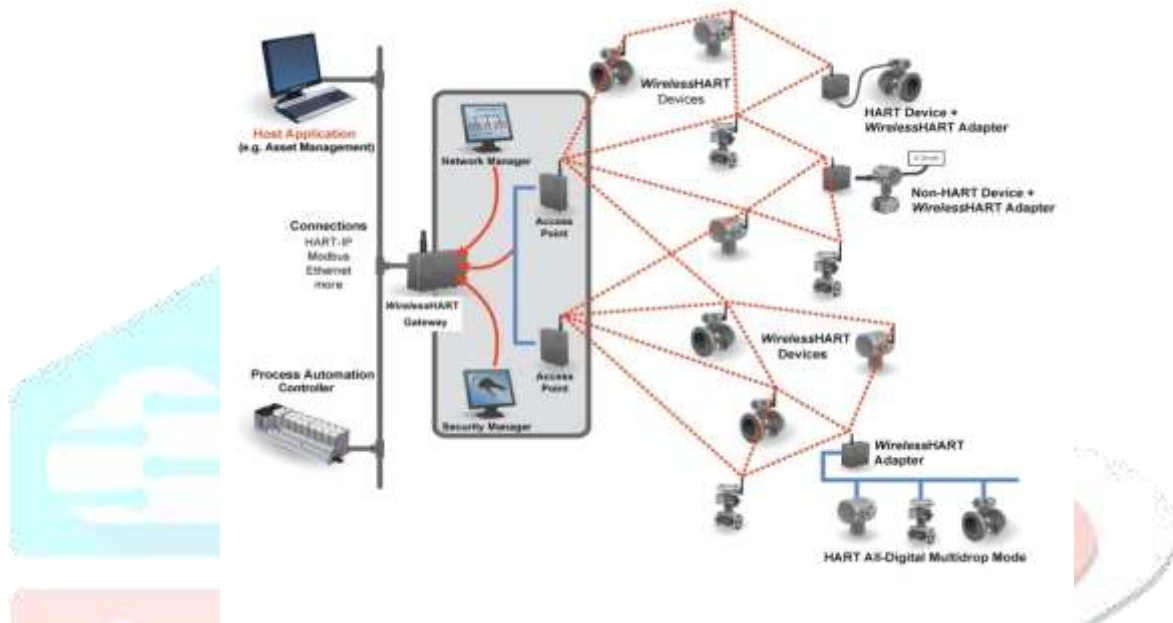 Host Application
(e.g. Asset Management)
Network Manager
WirelessHART
Devices
HART Device +
WirelessHART Adapter
Non-HART Device +
WirelessHART Adapter
Access
Point
Connections
HART-IP
Modbus
Ethernet
more
WirelessHART
Gateway
Process Automation
Controller
Access
Point
Security Manager
WirelessHART
Devices
WirelessHART
Adapter
HART All-Digital Multidrop Mode